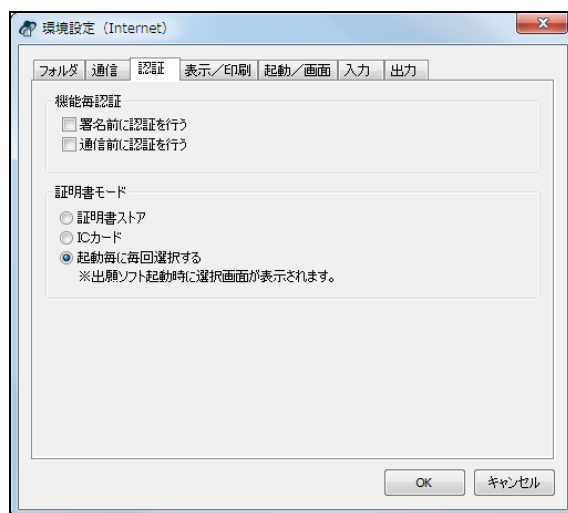 環境設定（Internet）
フォルダ 通信 認証 表示／印刷 起動／画面 入力 出力
機能毎認証
署名前に認証を行う
通信前に認証を行う
証明書モード
証明書ストア
ICカード
起動毎に毎回選択する
※出願ソフト起動時に選択画面が表示されます。
OK キャンセル